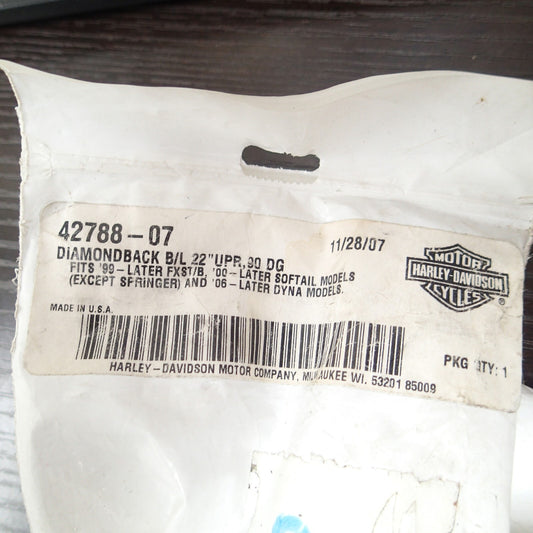 42788-07
11/28/07
DIAMONDBACK B/L 22"UPR,90 DG
FITS '99-LATER FXST/B, '00-LATER SOFTAIL MODELS
(EXCEPT SPRINGER) AND '06-LATER DYNA MODELS.
MOTOR
HARLEY-DAVIDSON
CYCLES
®
MADE IN U.S.A.
PKG QTY: 1
HARLEY-DAVIDSON MOTOR COMPANY, MILWAUKEE WI. 53201 85009